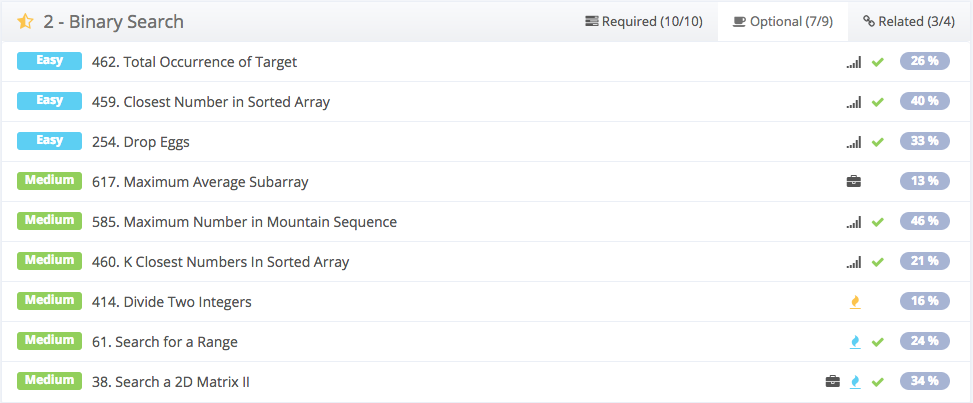 2 - Binary Search Required (10/10) Optional (7/9) Related (3/4)
Easy 462. Total Occurrence of Target 26 %
Easy 459. Closest Number in Sorted Array 40 %
Easy 254. Drop Eggs 33 %
Medium 617. Maximum Average Subarray 13 %
Medium 585. Maximum Number in Mountain Sequence 46 %
Medium 460. K Closest Numbers In Sorted Array 21 %
Medium 414. Divide Two Integers 16 %
Medium 61. Search for a Range 24 %
Medium 38. Search a 2D Matrix II 34 %